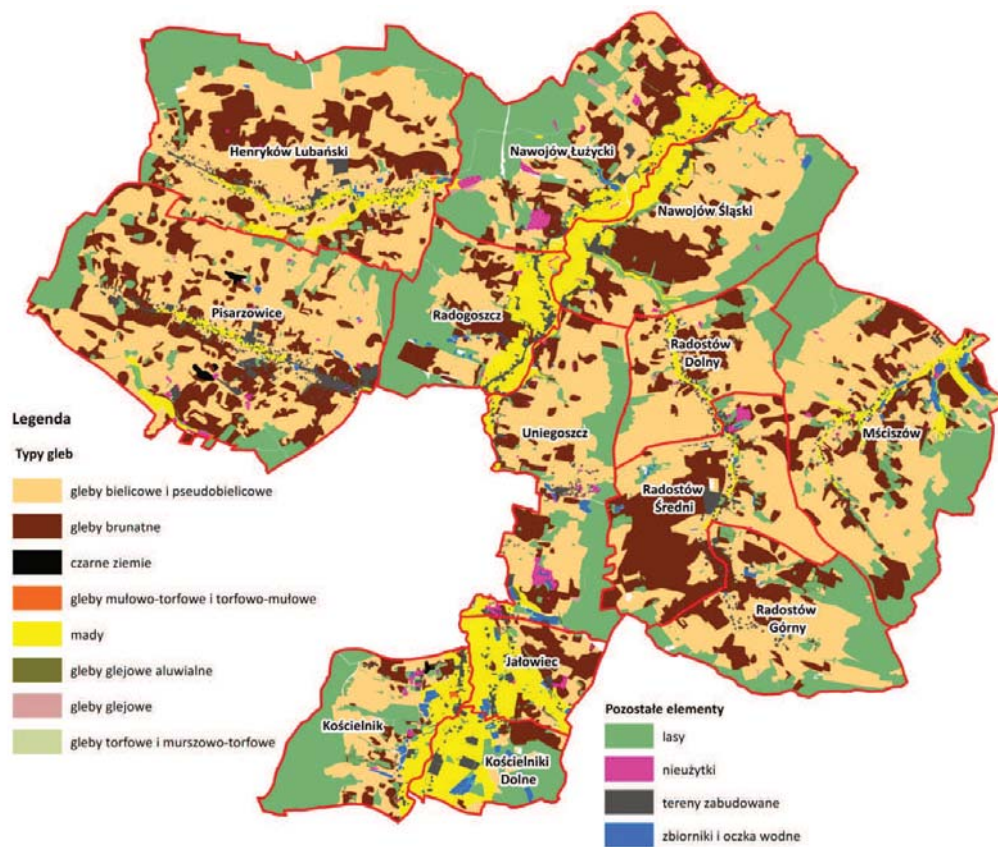 Henryków Lubański
Nawojów Łużycki
Nawojów Śląski
Pisarzowice
Radogoszcz
Radostów
Dolny
Uniegoszcz
Mściszów
Radostów
Średni
Radostów
Górny
Jałowiec
Kościelnik
Kościelniki
Dolne
Legenda
Typy gleb
gleby bielicowe i pseudobielicowe
gleby brunatne
czarne ziemie
gleby mułowo-torfowe i torfowo-mułowe
mady
gleby glejowe aluwialne
gleby glejowe
gleby torfowe i murszowo-torfowe
Pozostałe elementy
lasy
nieużytki
tereny zabudowane
zbiorniki i oczka wodne